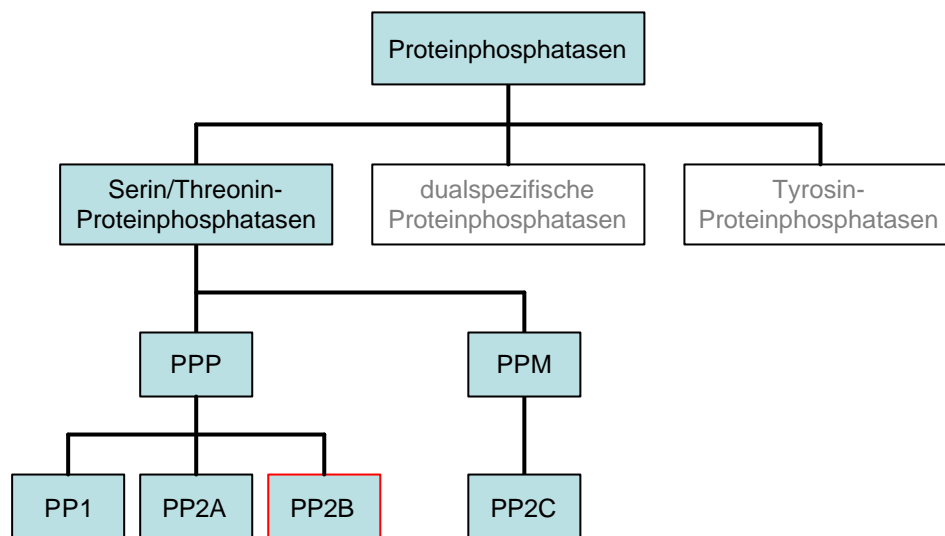 Proteinphosphatasen
Serin/Threonin-
Proteinphosphatasen
dualspezifische
Proteinphosphatasen
Tyrosin-
Proteinphosphatasen
PPP
PPM
PP1
PP2A
PP2B
PP2C